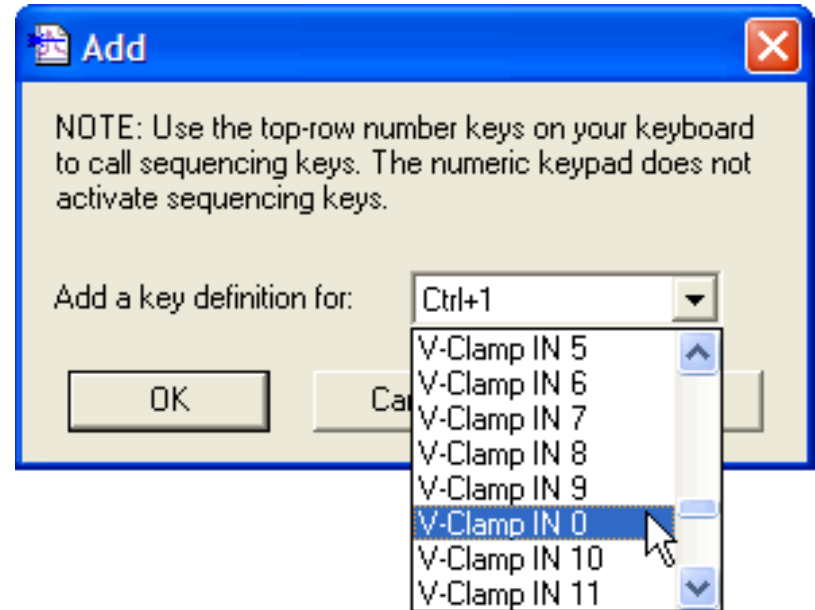 Add
NOTE: Use the top-row number keys on your keyboard
to call sequencing keys. The numeric keypad does not
activate sequencing keys.
Add a key definition for:
Ctrl+1
V-Clamp IN 5
V-Clamp IN 6
V-Clamp IN 7
V-Clamp IN 8
V-Clamp IN 9
V-Clamp IN 0
V-Clamp IN 10
V-Clamp IN 11
OK